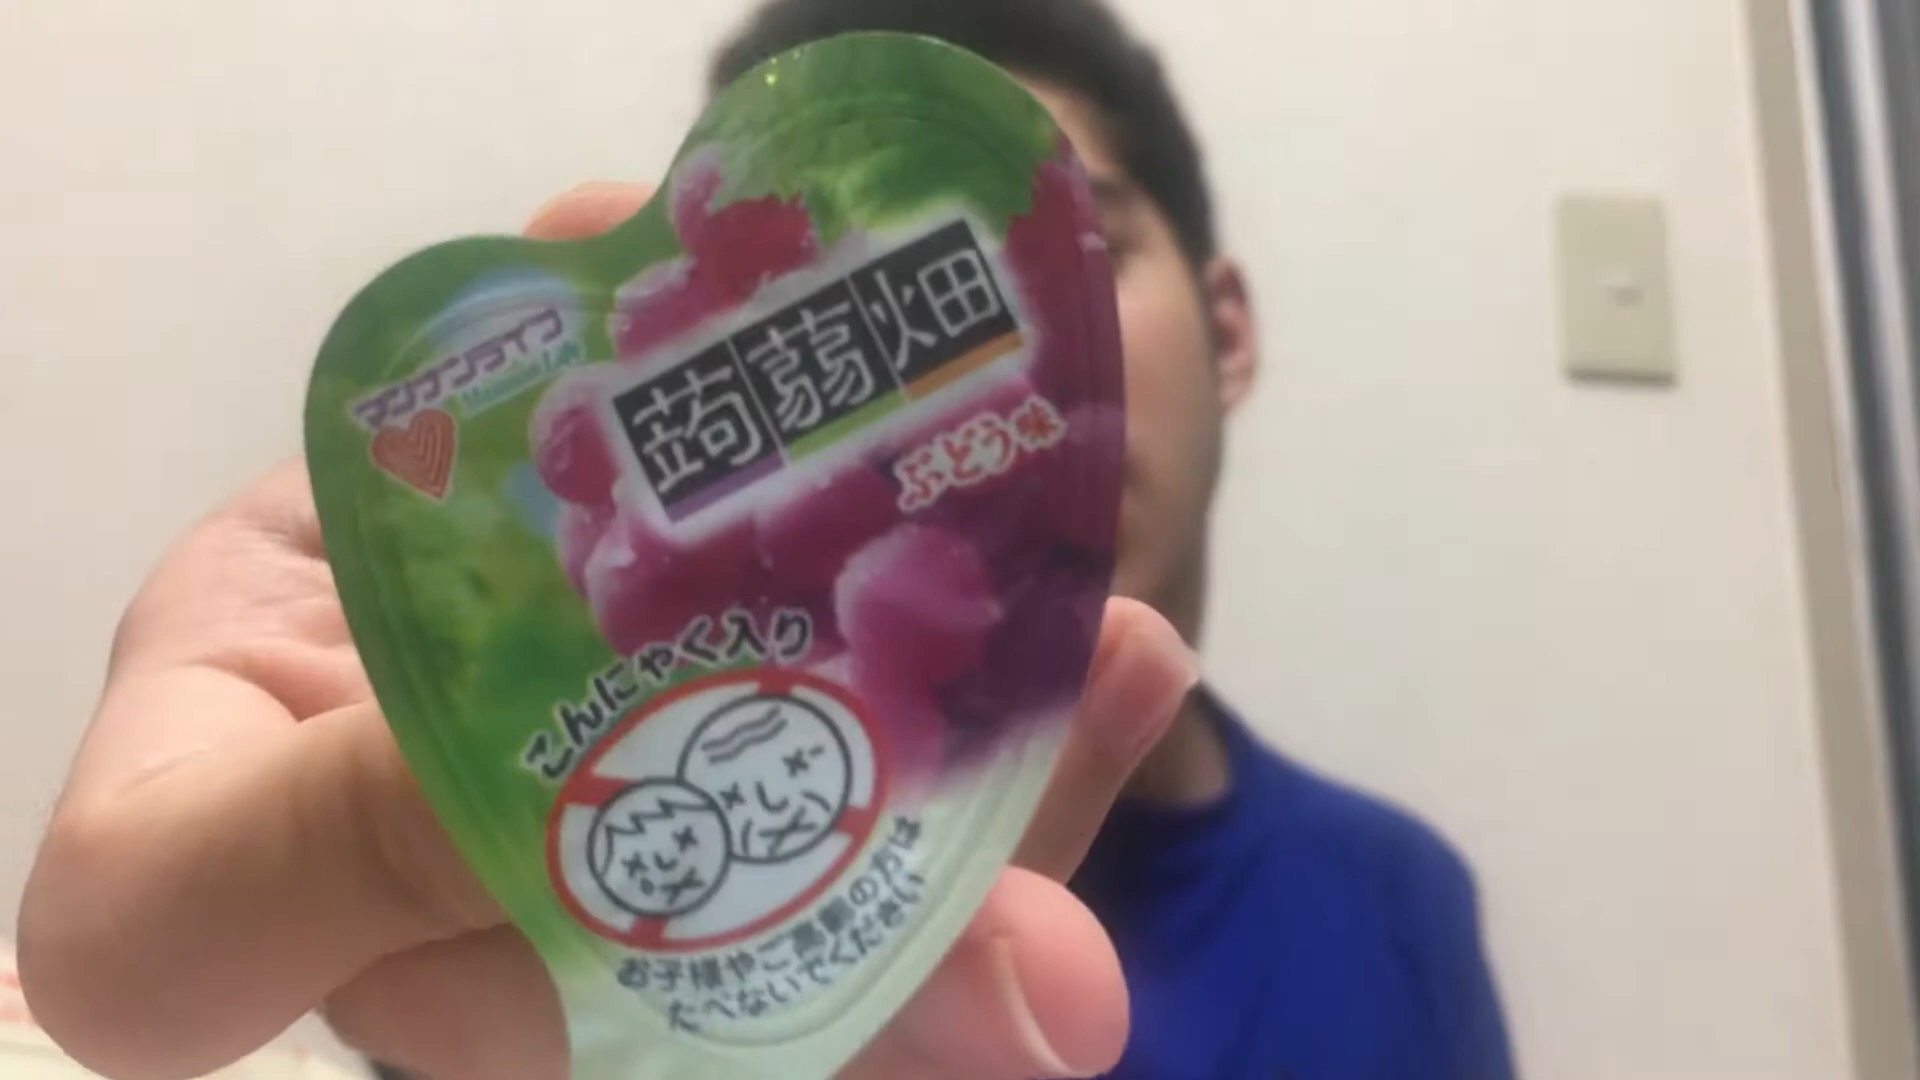 マンナンライフ
Mannan Life
蒟蒻畑
ぶどう味
こんにゃく入り
お子様やご高齢の方は
たべないでください